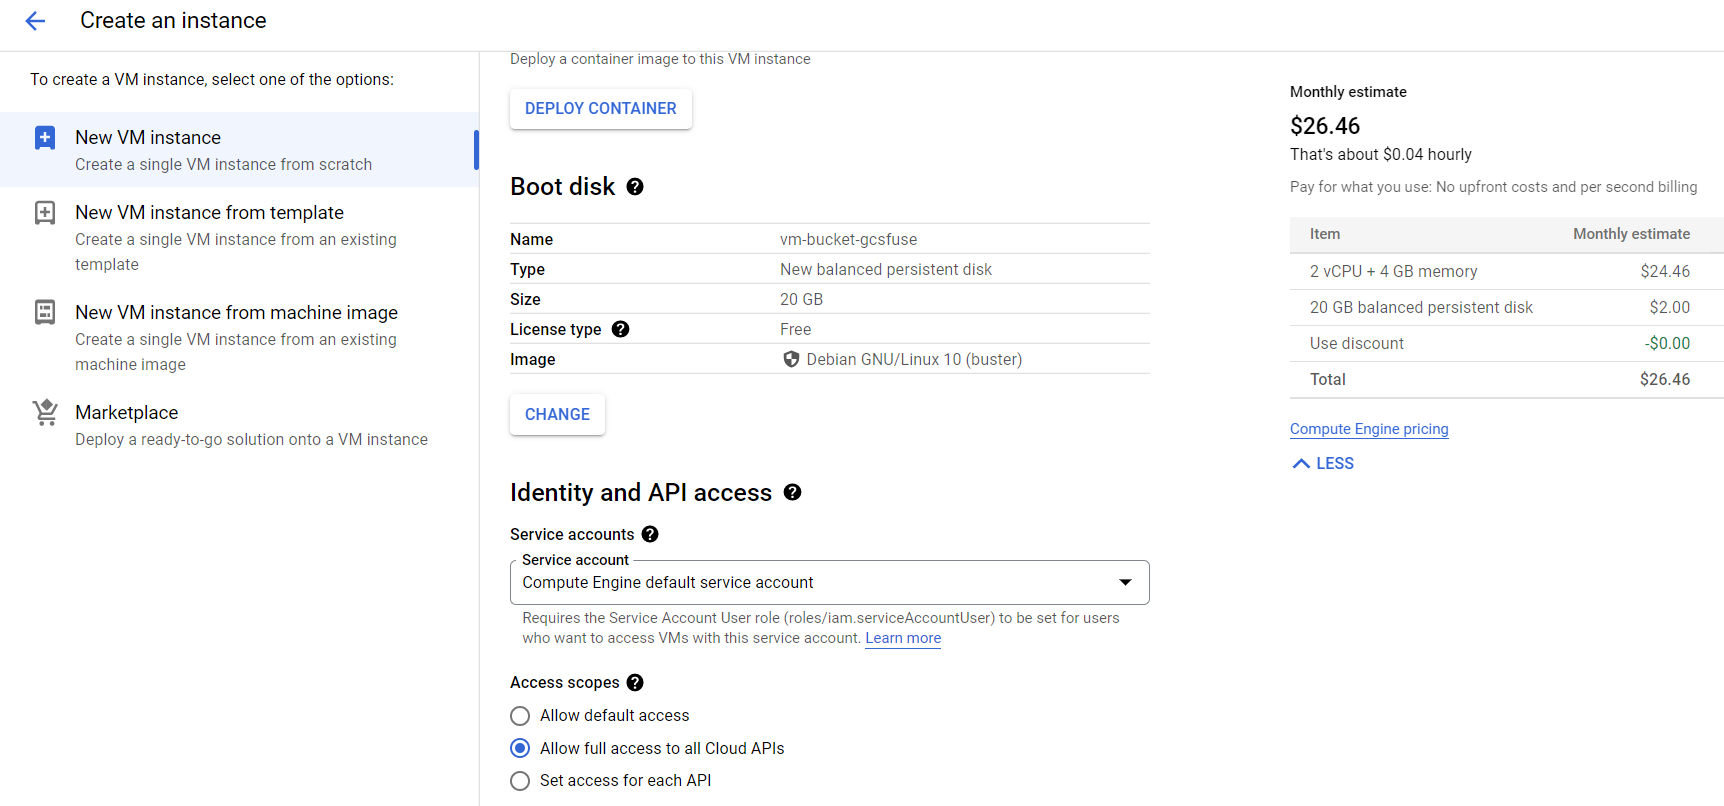 Create an instance
To create a VM instance, select one of the options:
New VM instance
Create a single VM instance from scratch
New VM instance from template
Create a single VM instance from an existing
template
New VM instance from machine image
Create a single VM instance from an existing
machine image
Marketplace
Deploy a ready-to-go solution onto a VM instance
Deploy a container image to this VM instance
DEPLOY CONTAINER
Boot disk
Name vm-bucket-gcsfuse
Type New balanced persistent disk
Size 20 GB
License type Free
Image Debian GNU/Linux 10 (buster)
CHANGE
Identity and API access
Service accounts
Service account
Compute Engine default service account
Requires the Service Account User role (roles/iam.serviceAccountUser) to be set for users
who want to access VMs with this service account. Learn more
Access scopes
Allow default access
Allow full access to all Cloud APIs
Set access for each API
Monthly estimate
$26.46
That's about $0.04 hourly
Pay for what you use: No upfront costs and per second billing
Item Monthly estimate
2 vCPU + 4 GB memory $24.46
20 GB balanced persistent disk $2.00
Use discount -$0.00
Total $26.46
Compute Engine pricing
LESS